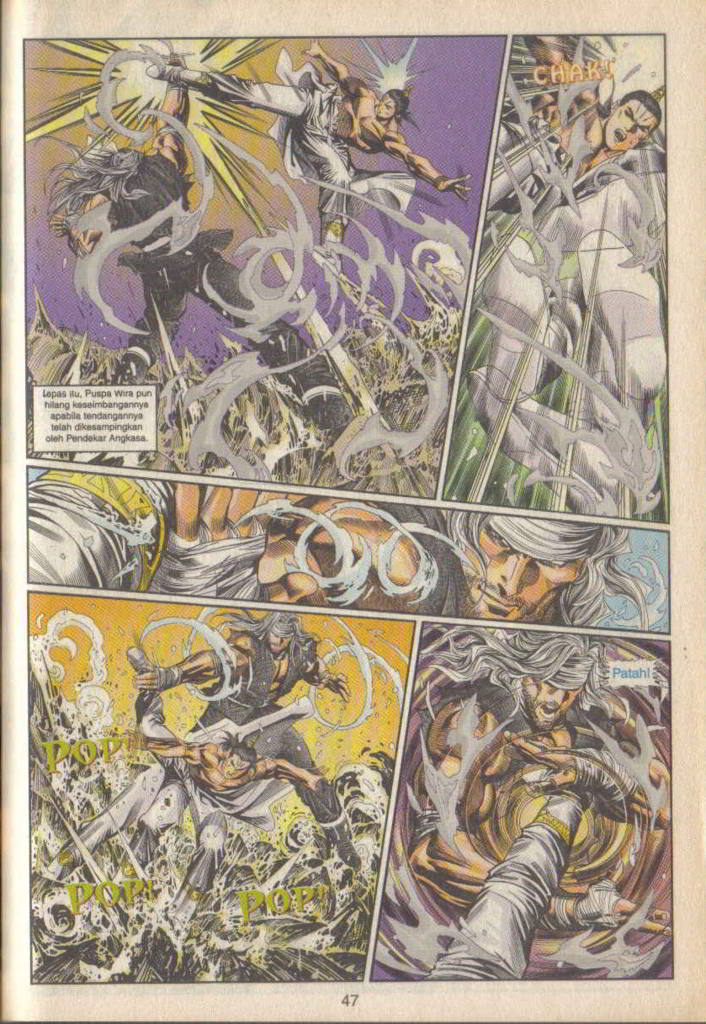 CHAK!
Lepas itu, Puspa Wira pun
hilang keseimbangannya
apabila tendangannya
telah dikesampingkan
oleh Pendekar Angkasa.
POP!
POP!
POP!
Patah!
47